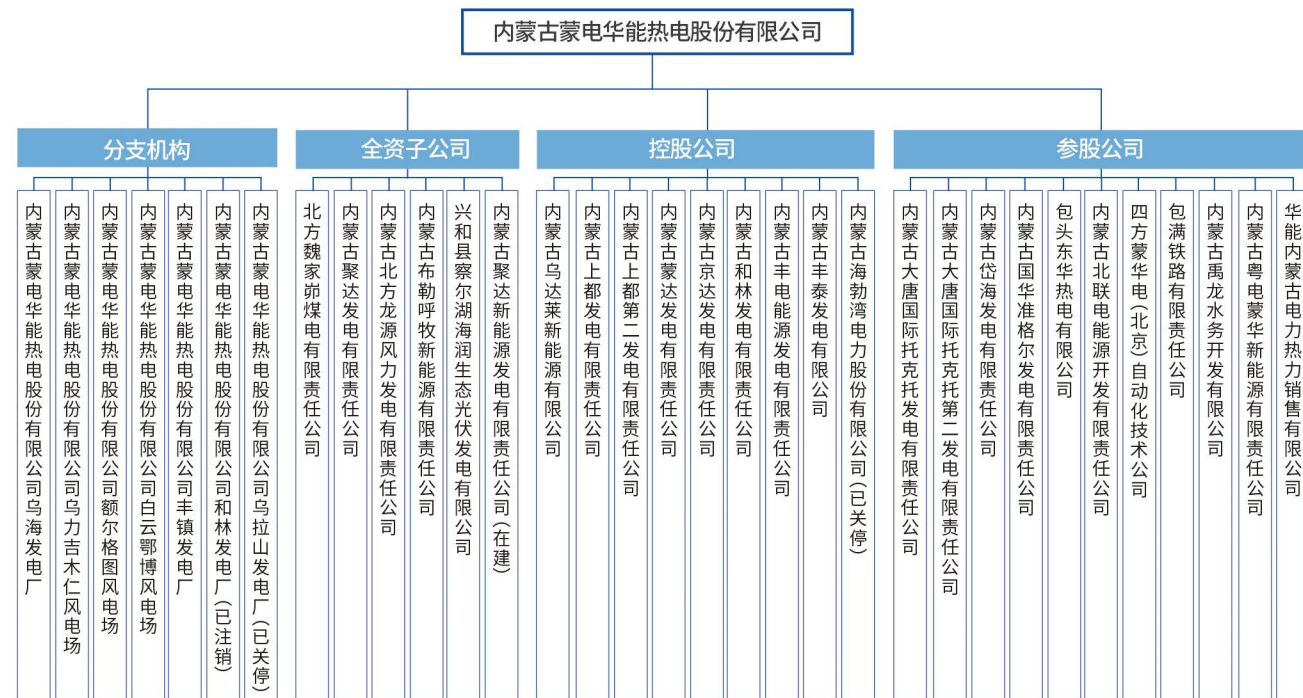 内蒙古蒙电华能热电股份有限公司
分支机构
全资子公司
控股公司
参股公司
内蒙古蒙电华能热电股份有限公司乌海发电厂
内蒙古蒙电华能热电股份有限公司乌力吉木仁风电场
内蒙古蒙电华能热电股份有限公司额尔格图风电场
内蒙古蒙电华能热电股份有限公司白云鄂博风电场
内蒙古蒙电华能热电股份有限公司丰镇发电厂
内蒙古蒙电华能热电股份有限公司和林发电厂(已注销)
内蒙古蒙电华能热电股份有限公司乌拉山发电厂(已关停)
北方魏家峁煤电有限责任公司
内蒙古聚达发电有限责任公司
内蒙古北方龙源风力发电有限责任公司
内蒙古布勒呼牧新能源有限责任公司
兴和县察尔湖海润生态光伏发电有限公司
内蒙古聚达新能源发电有限责任公司(在建)
内蒙古乌达莱新能源有限公司
内蒙古上都发电有限责任公司
内蒙古上都第二发电有限责任公司
内蒙古蒙达发电有限责任公司
内蒙古京达发电有限责任公司
内蒙古和林发电有限责任公司
内蒙古丰电能源发电有限责任公司
内蒙古丰泰发电有限公司
内蒙古海勃湾电力股份有限公司(已关停)
内蒙古大唐国际托克托发电有限责任公司
内蒙古大唐国际托克托第二发电有限责任公司
内蒙古岱海发电有限责任公司
内蒙古国华准格尔发电有限责任公司
包头东华热电有限公司
内蒙古北联电能源开发有限责任公司
四方蒙华电(北京)自动化技术公司
包满铁路有限责任公司
内蒙古禹龙水务开发有限公司
内蒙古粤电蒙华新能源有限责任公司
华能内蒙古电力热力销售有限公司